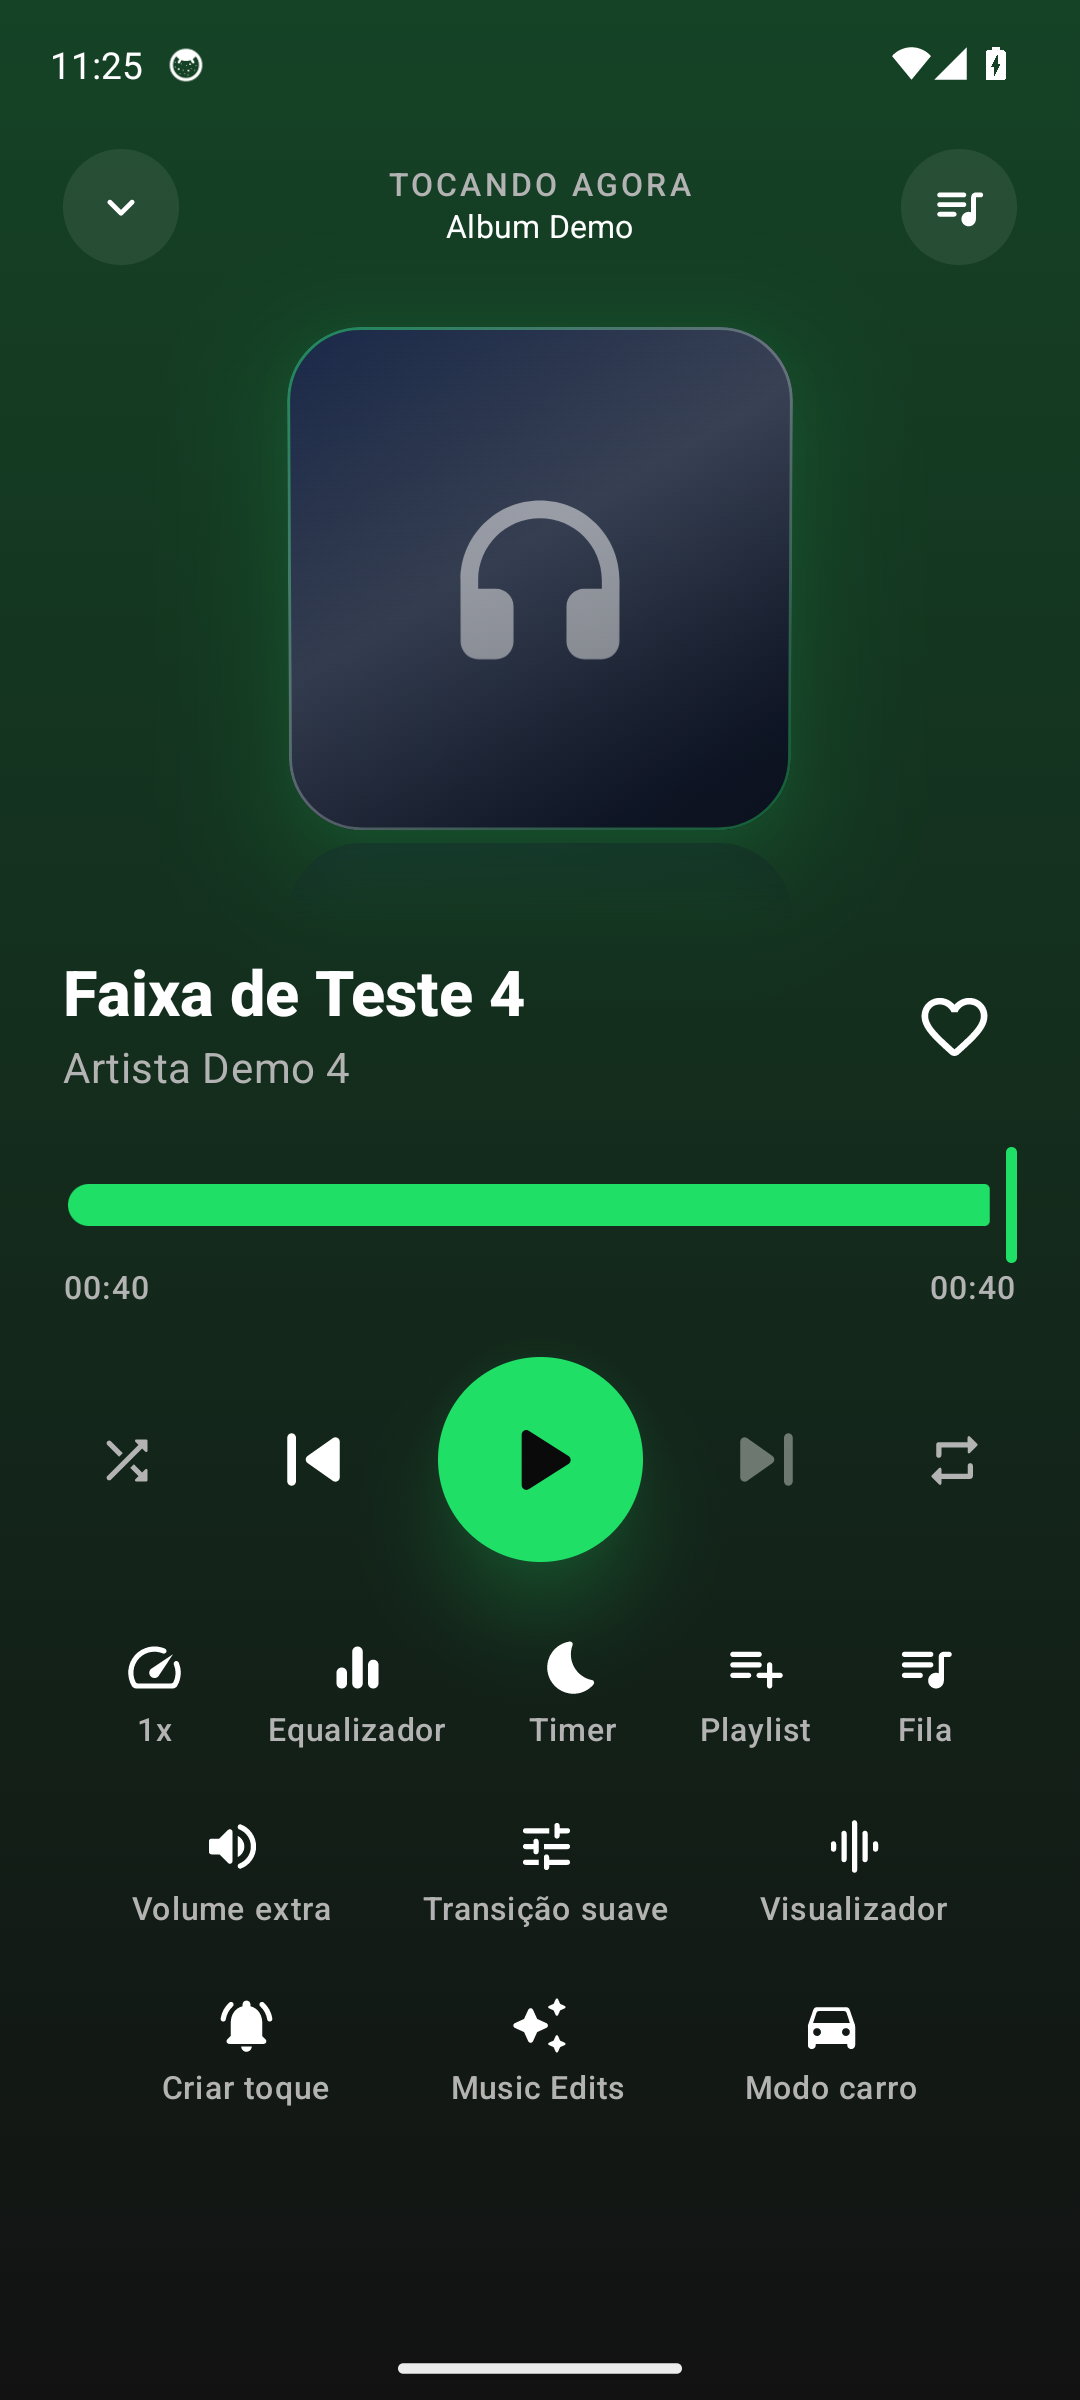 11:25
TOCANDO AGORA
Album Demo
Faixa de Teste 4
Artista Demo 4
00:40 00:40
1x Equalizador Timer Playlist Fila
Volume extra Transição suave Visualizador
Criar toque Music Edits Modo carro